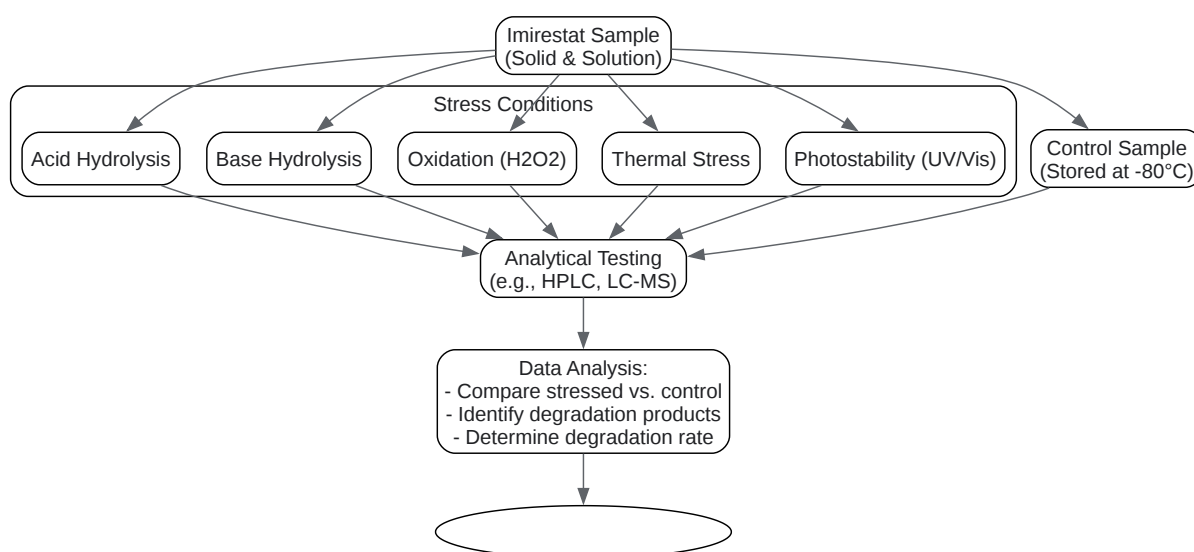 Imirestat Sample
(Solid & Solution)
Stress Conditions
Acid Hydrolysis
Base Hydrolysis
Oxidation (H2O2)
Thermal Stress
Photostability (UV/Vis)
Control Sample
(Stored at -80°C)
Analytical Testing
(e.g., HPLC, LC-MS)
Data Analysis:
- Compare stressed vs. control
- Identify degradation products
- Determine degradation rate